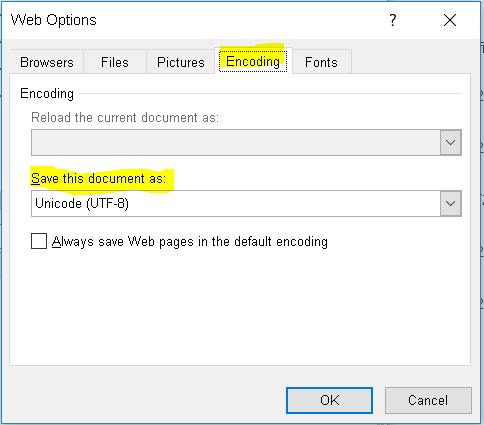 Web Options
?
Browsers Files Pictures Encoding Fonts
Encoding
Reload the current document as:
Save this document as:
Unicode (UTF-8)
Always save Web pages in the default encoding
OK Cancel